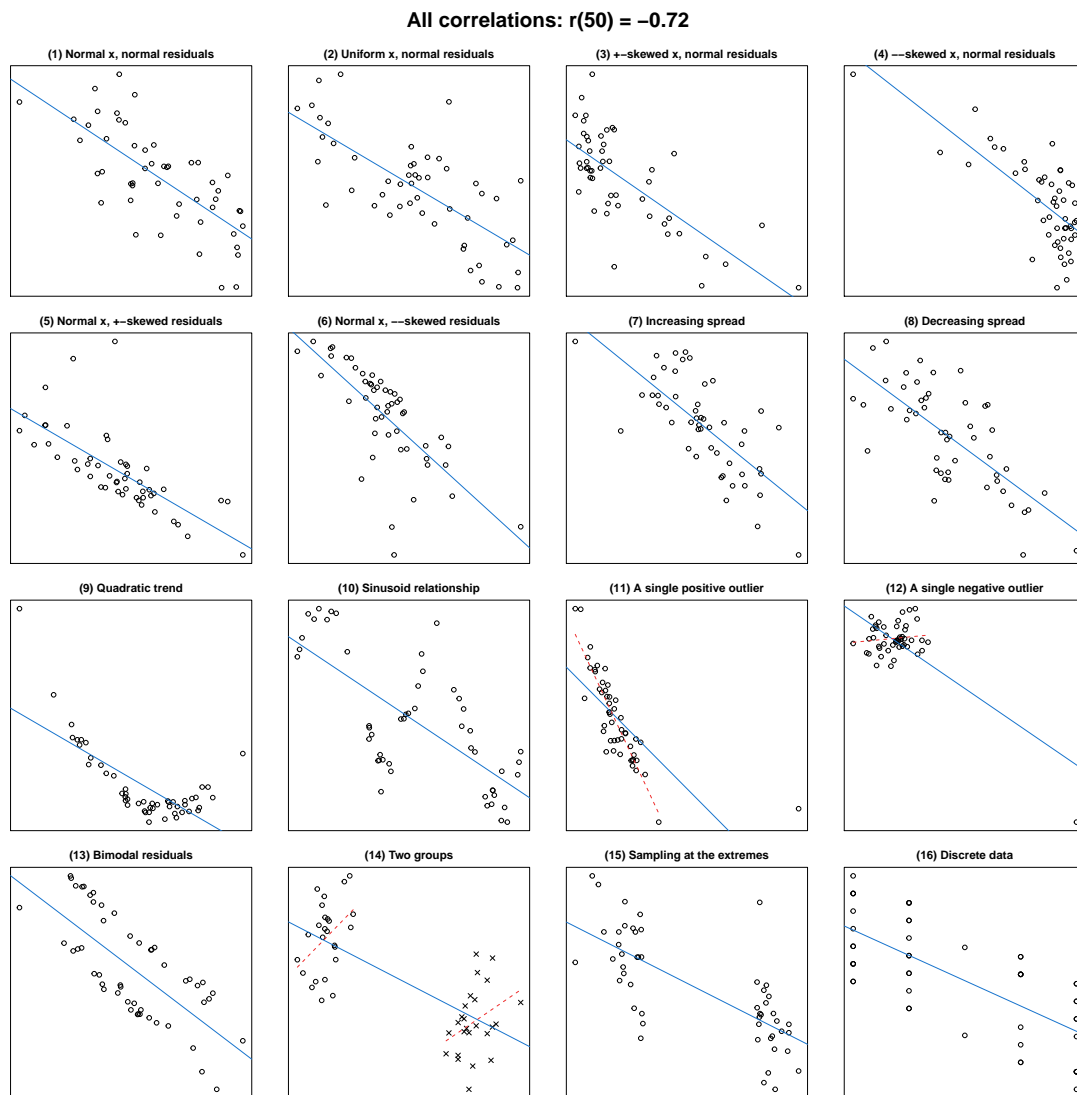 All correlations: r(50) = −0.72
(1) Normal x, normal residuals
(2) Uniform x, normal residuals
(3) +−skewed x, normal residuals
(4) −−skewed x, normal residuals
(5) Normal x, +−skewed residuals
(6) Normal x, −−skewed residuals
(7) Increasing spread
(8) Decreasing spread
(9) Quadratic trend
(10) Sinusoid relationship
(11) A single positive outlier
(12) A single negative outlier
(13) Bimodal residuals
(14) Two groups
(15) Sampling at the extremes
(16) Discrete data